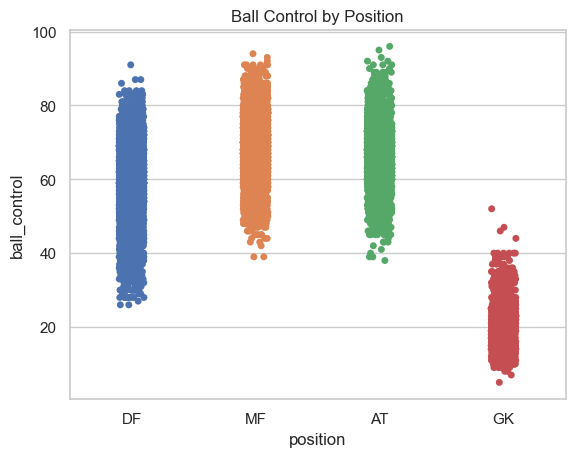 Ball Control by Position
100
80
60
40
20
ball_control
DF MF AT GK
position